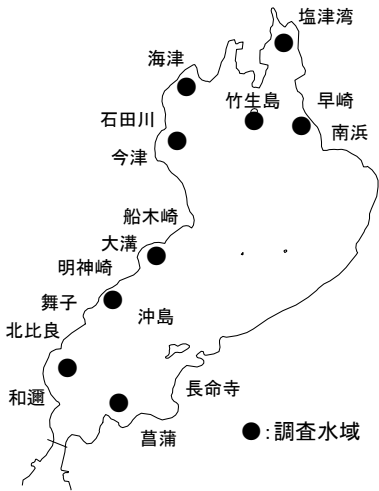 塩津湾
海津
竹生島
早崎
石田川
南浜
今津
船木崎
大溝
明神崎
舞子
沖島
北比良
長命寺
和邇
菖蒲
●:調査水域